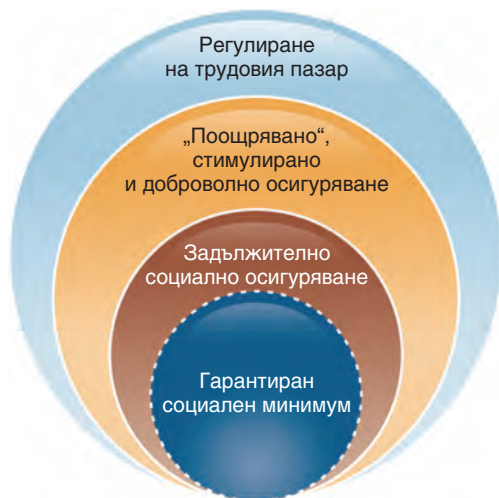 Регулиране
на трудовия пазар
„Поощрявано“,
стимулирано
и доброволно осигуряване
Задължително
социално осигуряване
Гарантиран
социален минимум